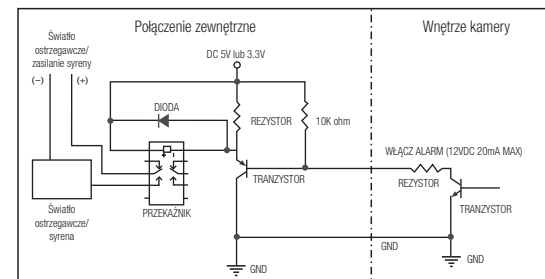 Połączenie zewnętrzne
Wnętrze kamery
Światło
ostrzegawcze/
zasilanie syreny
(−)
(+)
DC 5V lub 3.3V
DIODA
REZYSTOR
10K ohm
WŁĄCZ ALARM (12VDC 20mA MAX)
REZYSTOR
TRANZYSTOR
TRANZYSTOR
Światło
ostrzegawcze/
syrena
PRZEKAŹNIK
GND
GND
GND